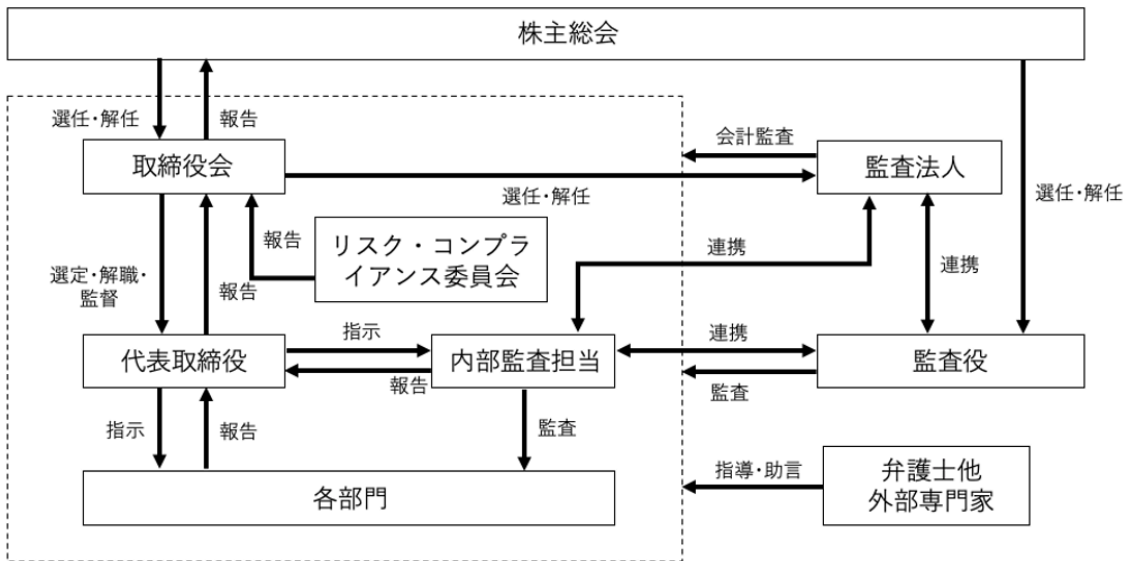 株主総会
選任・解任
報告
選任・解任
取締役会
会計監査
監査法人
選任・解任
報告
リスク・コンプラ
イアンス委員会
連携
連携
選定・解職・
監督
報告
指示
代表取締役
報告
内部監査担当
連携
監査
監査役
指示
報告
監査
各部門
指導・助言
弁護士他
外部専門家